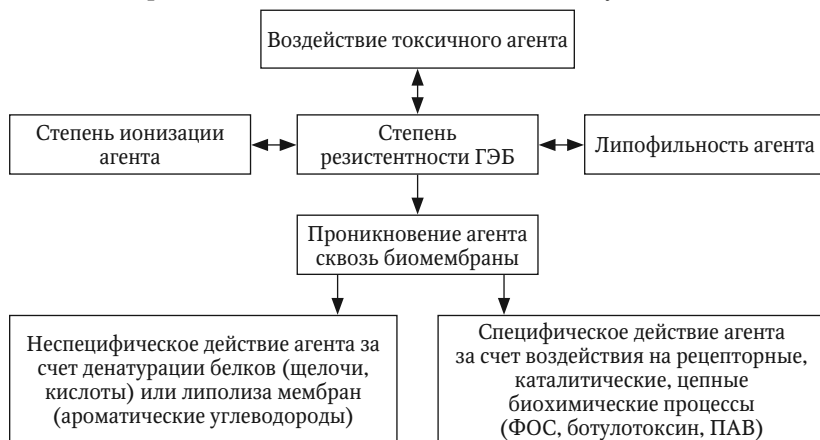 Воздействие токсичного агента
Степень ионизации
агента
Степень
резистентности ГЭБ
Липофильность агента
Проникновение агента
сквозь биомембраны
Неспецифическое действие агента за
счет денатурации белков (щелочи,
кислоты) или липолиза мембран
(ароматические углеводороды)
Специфическое действие агента
за счет воздействия на рецепторные,
каталитические, цепные
биохимические процессы
(ФОС, ботулотоксин, ПАВ)